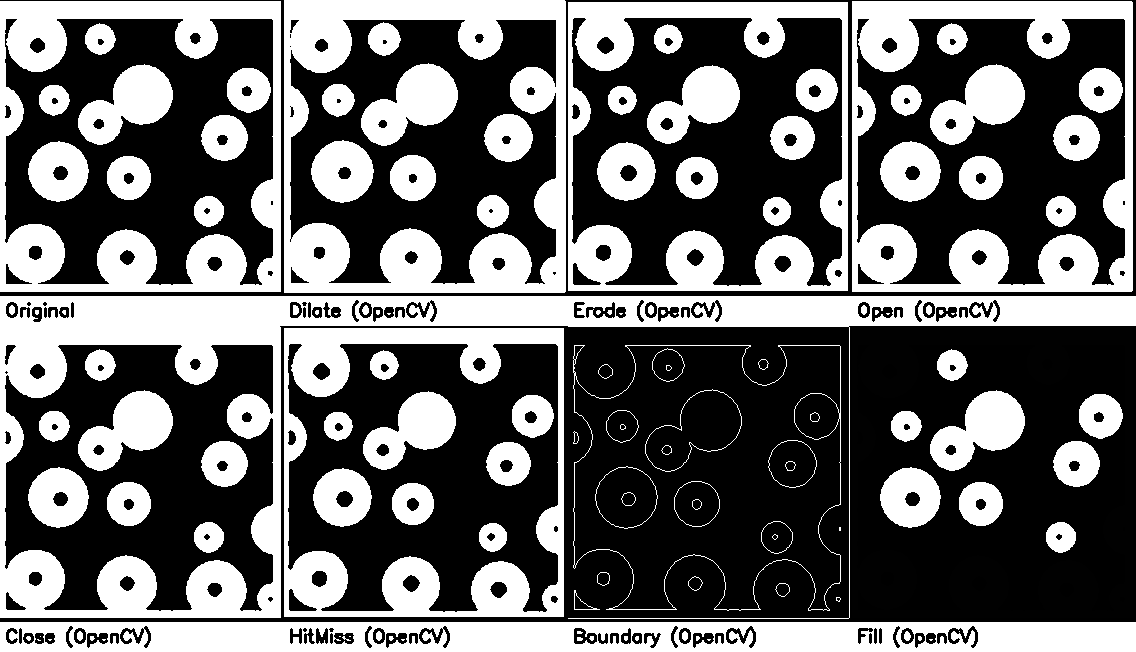 Original
Dilate (OpenCV)
Erode (OpenCV)
Open (OpenCV)
Close (OpenCV)
HitMiss (OpenCV)
Boundary (OpenCV)
Fill (OpenCV)